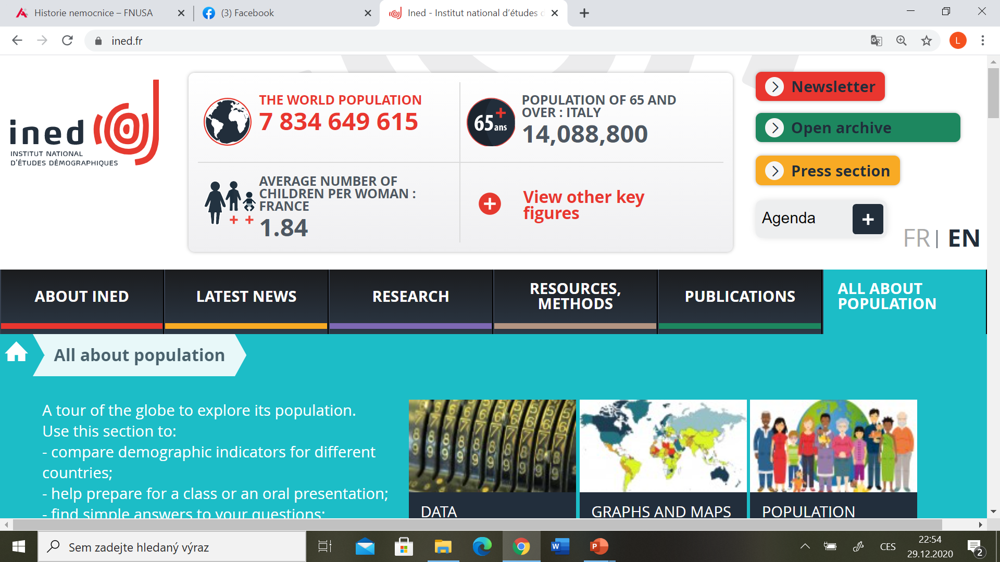 Historie nemocnice – FNUSA
(3) Facebook
Ined - Institut national d'études d
ined.fr
L
ined
INSTITUT NATIONAL
D'ÉTUDES DÉMOGRAPHIQUES
THE WORLD POPULATION
7 834 649 615
65+ ans
POPULATION OF 65 AND
OVER : ITALY
14,088,800
AVERAGE NUMBER OF
CHILDREN PER WOMAN :
FRANCE
1.84
View other key
figures
Newsletter
Open archive
Press section
Agenda
FR | EN
ABOUT INED
LATEST NEWS
RESEARCH
RESOURCES,
METHODS
PUBLICATIONS
ALL ABOUT
POPULATION
All about population
A tour of the globe to explore its population.
Use this section to:
- compare demographic indicators for different
countries;
- help prepare for a class or an oral presentation;
- find simple answers to your questions;
DATA
GRAPHS AND MAPS
POPULATION
Sem zadejte hledaný výraz
W
P
CES
22:54
29.12.2020
2